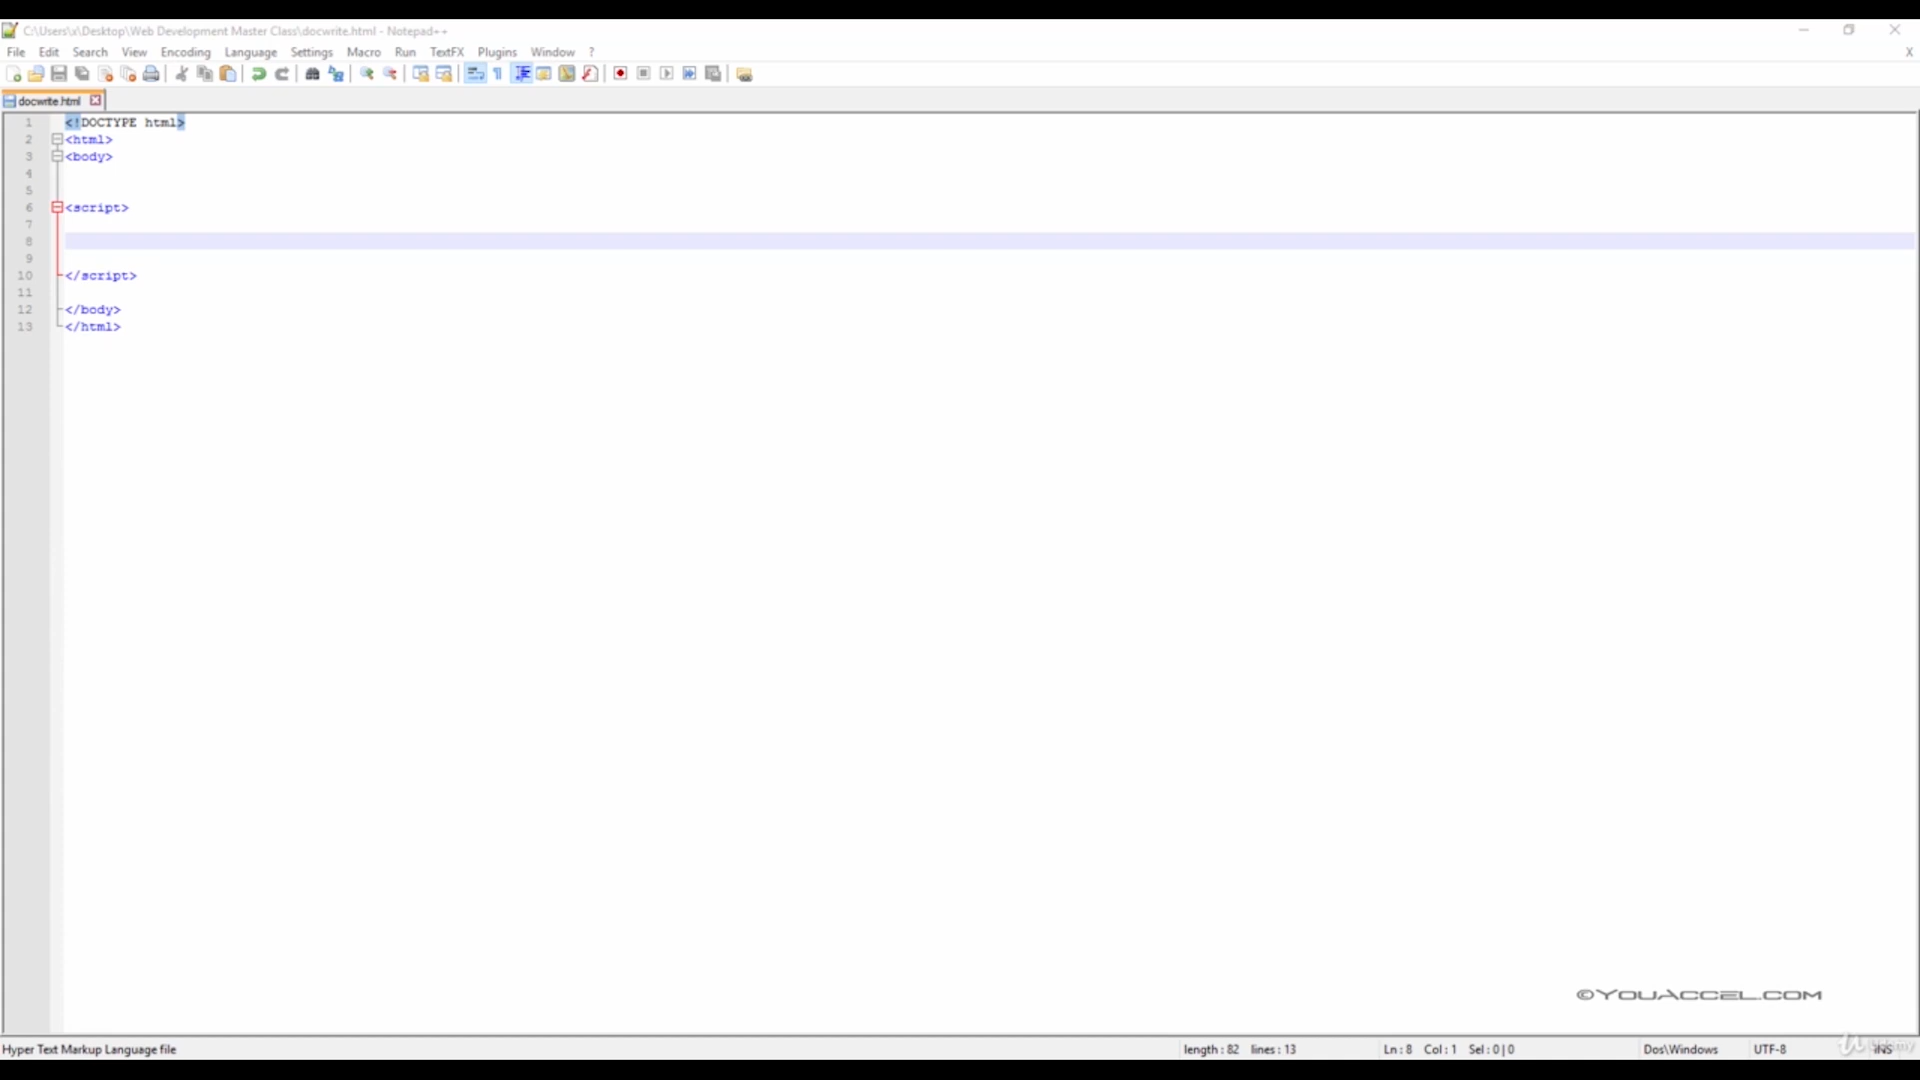 C:\Users\x\Desktop\Web Development Master Class\docwrite.html - Notepad++
File Edit Search View Encoding Language Settings Macro Run TextFX Plugins Window ?
X
docwrite.html
1 <!DOCTYPE html>
2 <html>
3 <body>
4
5
6 <script>
7
8
9
10 </script>
11
12 </body>
13 </html>
©YOUACCEL.COM
Hyper Text Markup Language file length : 82 lines : 13 Ln : 8 Col : 1 Sel : 0 | 0 Dos\Windows UTF-8 INS